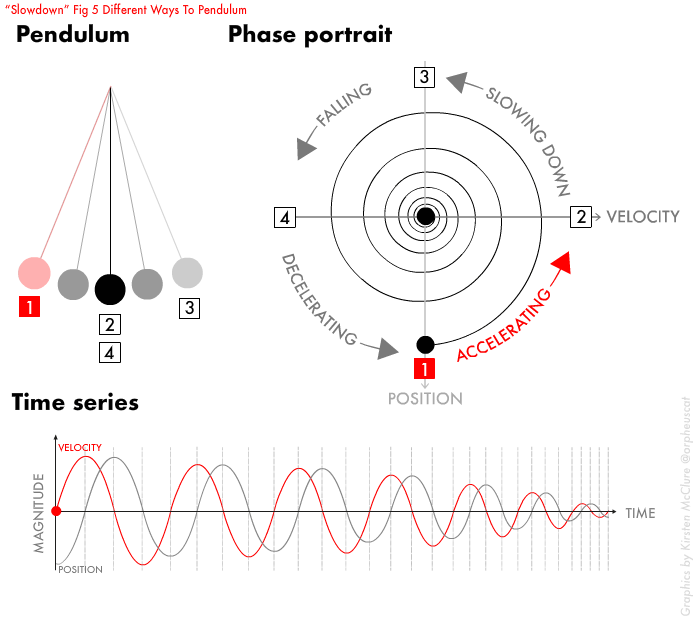 “Slowdown” Fig 5 Different Ways To Pendulum
Pendulum
Phase portrait
1
2
4
3
3
FALLING
SLOWING DOWN
4
2
VELOCITY
DECELERATING
ACCELERATING
1
POSITION
Time series
VELOCITY
MAGNITUDE
TIME
POSITION
Graphics by Kirsten McClure @orpheuscat